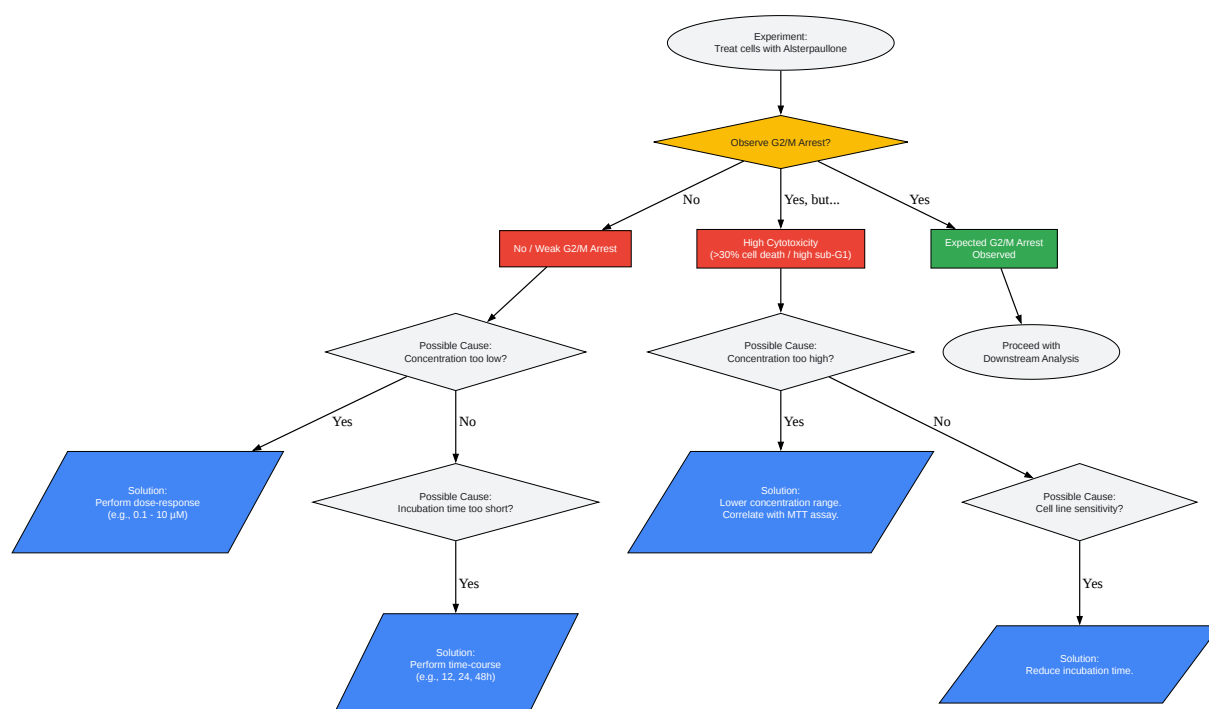 Experiment:
Treat cells with Alsterpaullone
Observe G2/M Arrest?
No
Yes, but...
Yes
No / Weak G2/M Arrest
High Cytotoxicity
(>30% cell death / high sub-G1)
Expected G2/M Arrest
Observed
Possible Cause:
Concentration too low?
Possible Cause:
Concentration too high?
Proceed with
Downstream Analysis
Yes
No
Yes
No
Solution:
Perform dose-response
(e.g., 0.1 - 10 µM)
Possible Cause:
Incubation time too short?
Solution:
Lower concentration range.
Correlate with MTT assay.
Possible Cause:
Cell line sensitivity?
Yes
Yes
Solution:
Perform time-course
(e.g., 12, 24, 48h)
Solution:
Reduce incubation time.